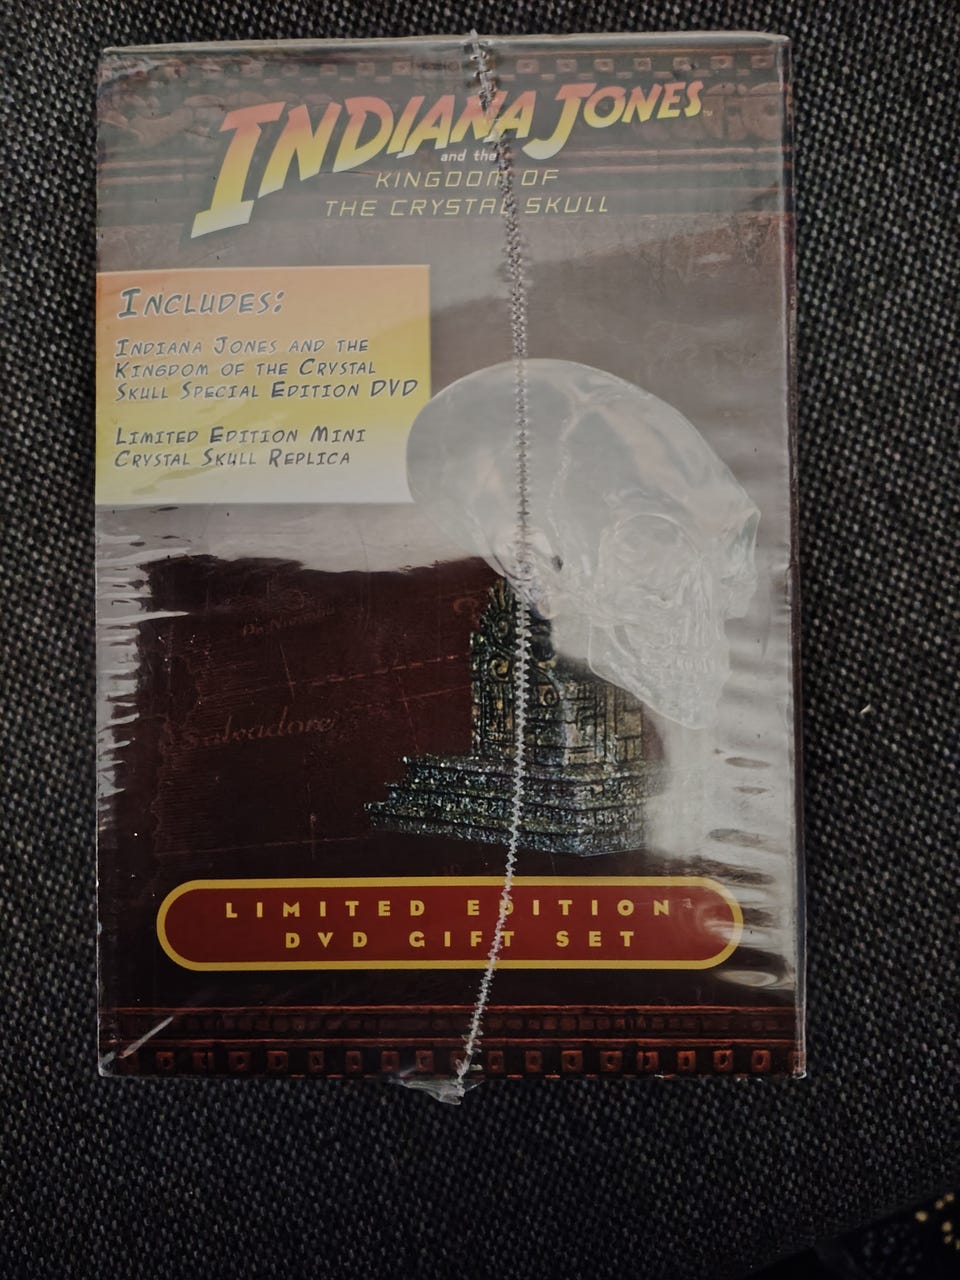 INDIANA JONES™
and the
KINGDOM OF
THE CRYSTAL SKULL
INCLUDES:
INDIANA JONES AND THE
KINGDOM OF THE CRYSTAL
SKULL SPECIAL EDITION DVD
LIMITED EDITION MINI
CRYSTAL SKULL REPLICA
Salvadore
LIMITED EDITION
DVD GIFT SET